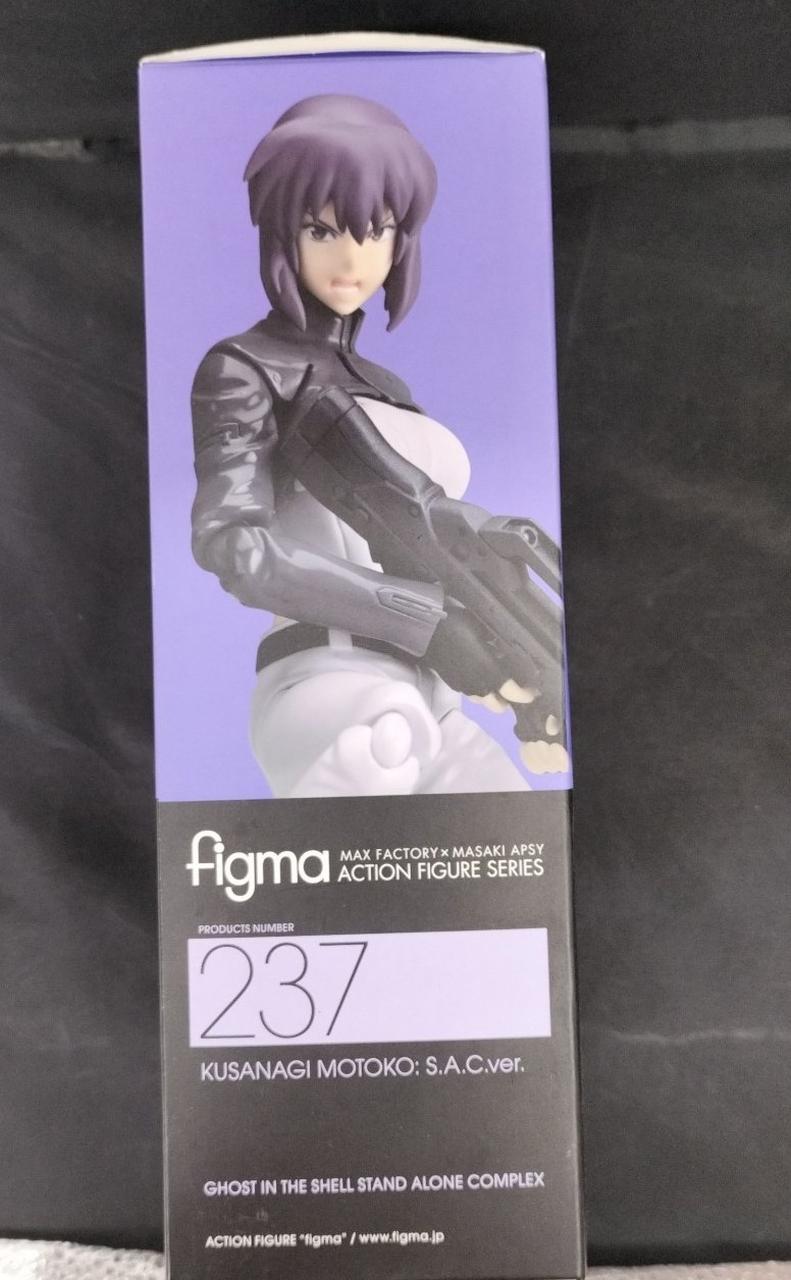 figma
MAX FACTORY×MASAKI APSY
ACTION FIGURE SERIES
PRODUCTS NUMBER
237
KUSANAGI MOTOKO: S.A.C.ver.
GHOST IN THE SHELL STAND ALONE COMPLEX
ACTION FIGURE "figma" / www.figma.jp